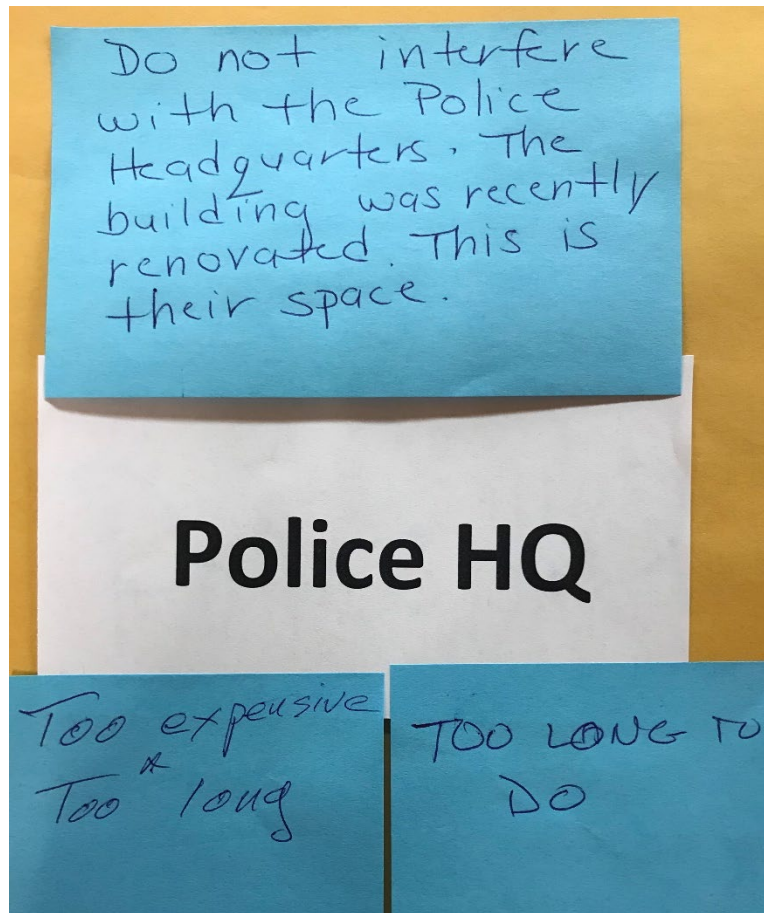 Do not interfere
with the Police
Headquarters. The
building was recently
renovated. This is
their space.
Police HQ
Too expensive
&
Too long
TOO LONG TO
DO